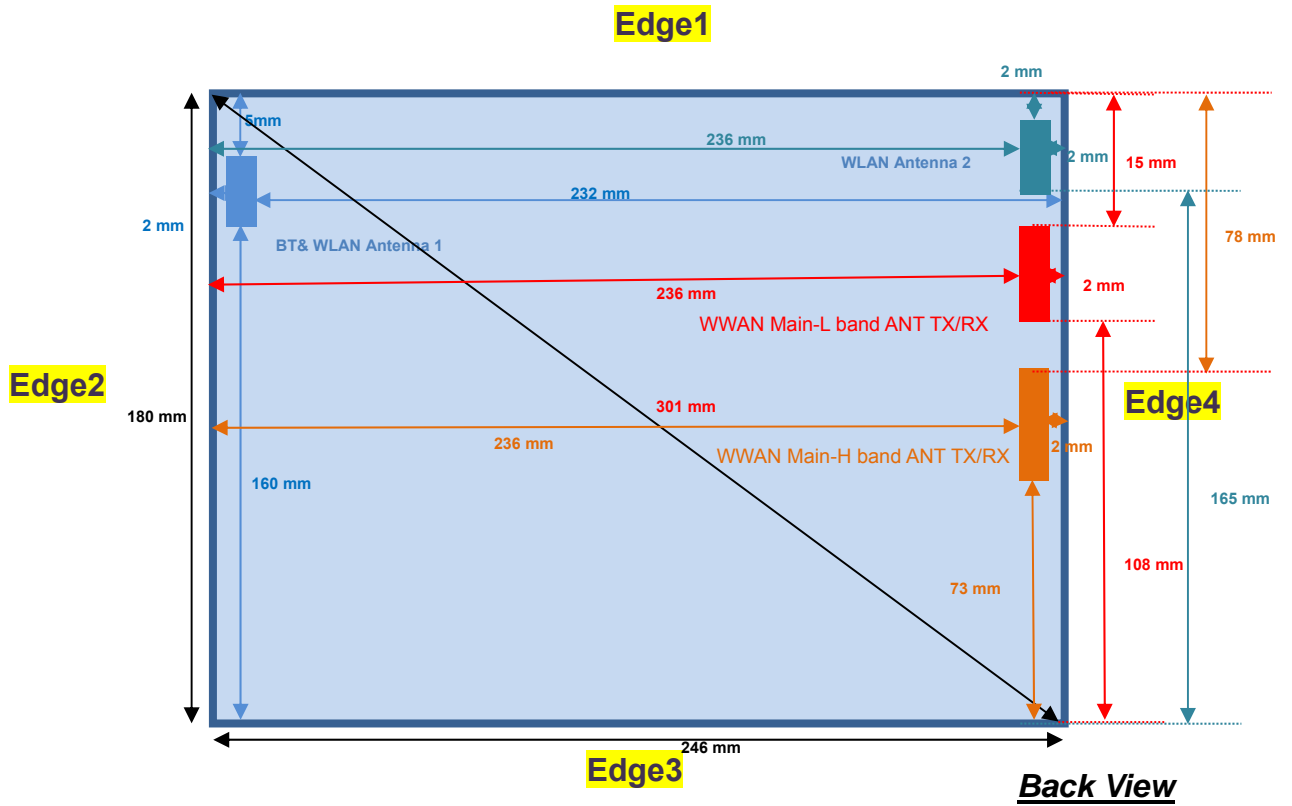 Edge1
2 mm
5mm
236 mm
WLAN Antenna 2
2 mm
15 mm
232 mm
2 mm
BT& WLAN Antenna 1
78 mm
236 mm
2 mm
WWAN Main-L band ANT TX/RX
Edge2
180 mm
301 mm
Edge4
236 mm
WWAN Main-H band ANT TX/RX
2 mm
160 mm
165 mm
108 mm
73 mm
246 mm
Edge3
Back View